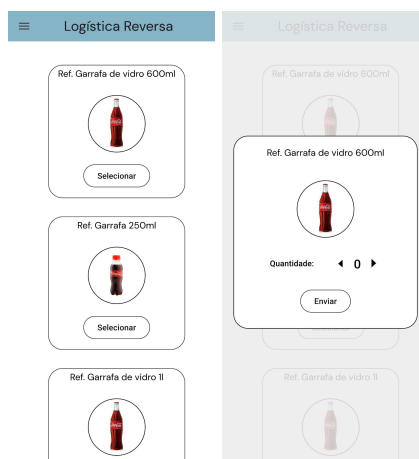 Logística Reversa
Ref. Garrafa de vidro 600ml
Selecionar
Ref. Garrafa 250ml
Selecionar
Ref. Garrafa de vidro 1l
Logística Reversa
Ref. Garrafa de vidro 600ml
Ref. Garrafa de vidro 600ml
Quantidade:
0
Enviar
Ref. Garrafa de vidro 1l